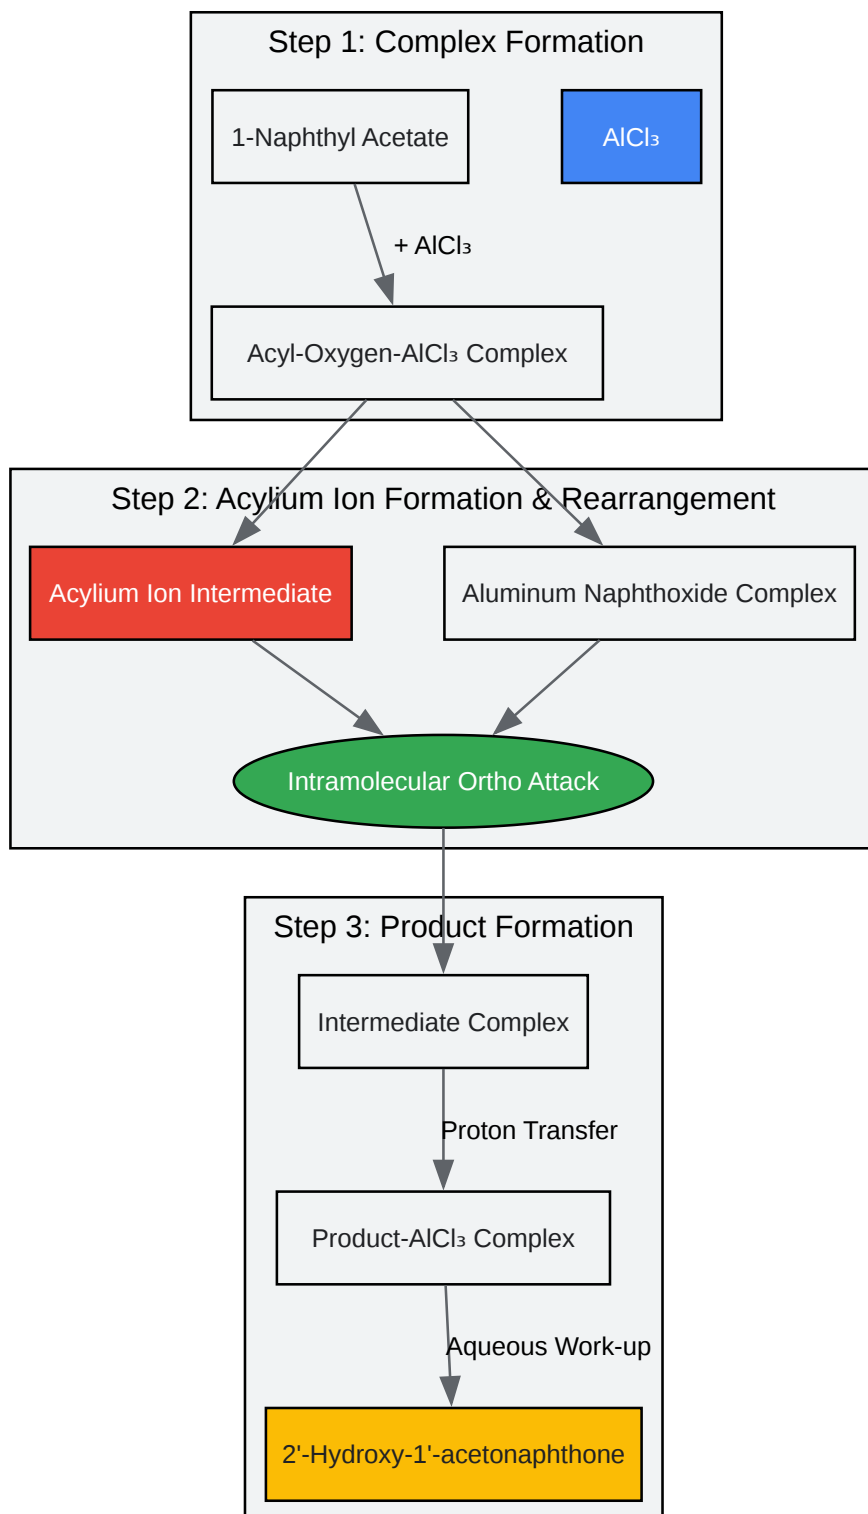 Step 1: Complex Formation
1-Naphthyl Acetate
AlCl₃
+ AlCl₃
Acyl-Oxygen-AlCl₃ Complex
Step 2: Acylium Ion Formation & Rearrangement
Acylium Ion Intermediate
Aluminum Naphthoxide Complex
Intramolecular Ortho Attack
Step 3: Product Formation
Intermediate Complex
Proton Transfer
Product-AlCl₃ Complex
Aqueous Work-up
2'-Hydroxy-1'-acetonaphthone